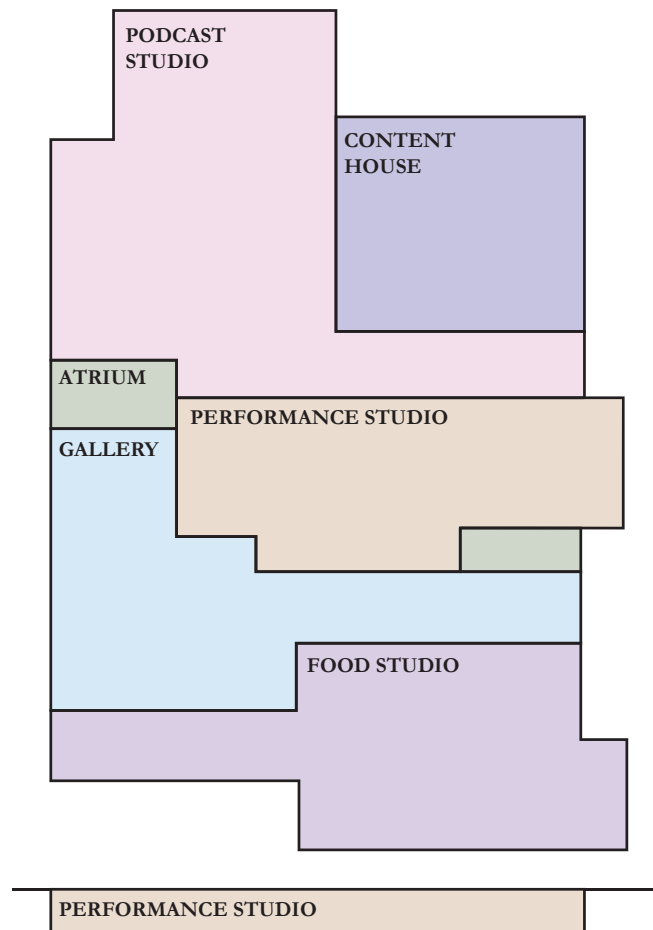 PODCAST
STUDIO
CONTENT
HOUSE
ATRIUM
PERFORMANCE STUDIO
GALLERY
FOOD STUDIO
PERFORMANCE STUDIO